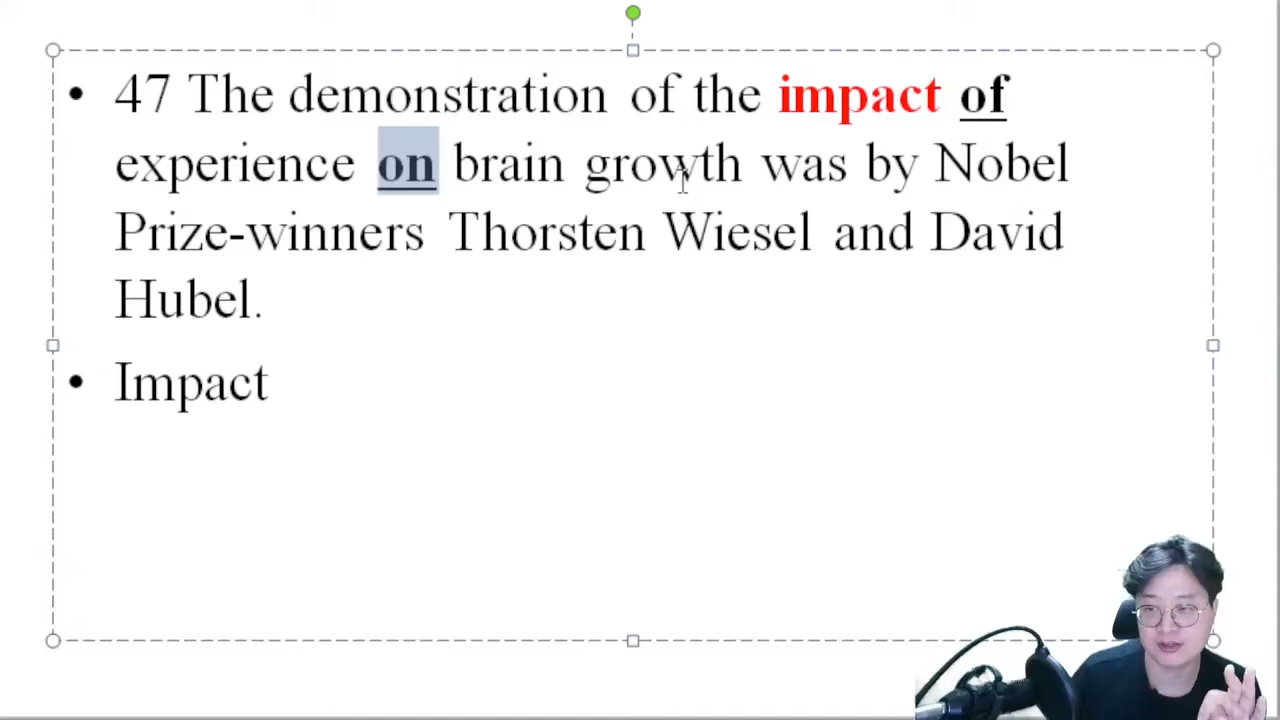 • 47 The demonstration of the impact of
experience on brain growth was by Nobel
Prize-winners Thorsten Wiesel and David
Hubel.
• Impact